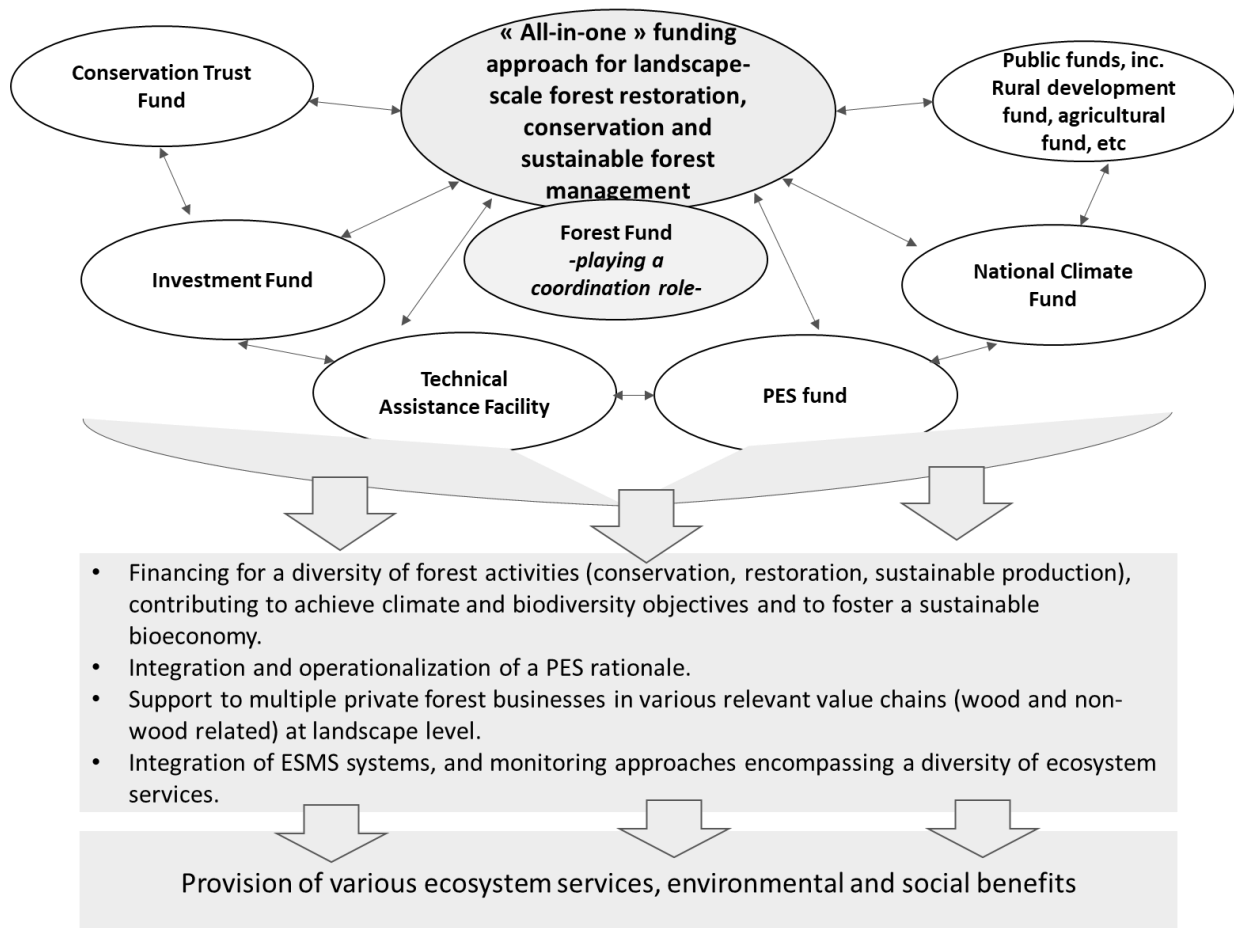 « All-in-one » funding
approach for landscape-
scale forest restoration,
conservation and
sustainable forest
management
Conservation Trust
Fund
Public funds, inc.
Rural development
fund, agricultural
fund, etc
Forest Fund
-playing a
coordination role-
Investment Fund
National Climate
Fund
Technical
Assistance Facility
PES fund
• Financing for a diversity of forest activities (conservation, restoration, sustainable production),
contributing to achieve climate and biodiversity objectives and to foster a sustainable
bioeconomy.
• Integration and operationalization of a PES rationale.
• Support to multiple private forest businesses in various relevant value chains (wood and non-
wood related) at landscape level.
• Integration of ESMS systems, and monitoring approaches encompassing a diversity of ecosystem
services.
Provision of various ecosystem services, environmental and social benefits